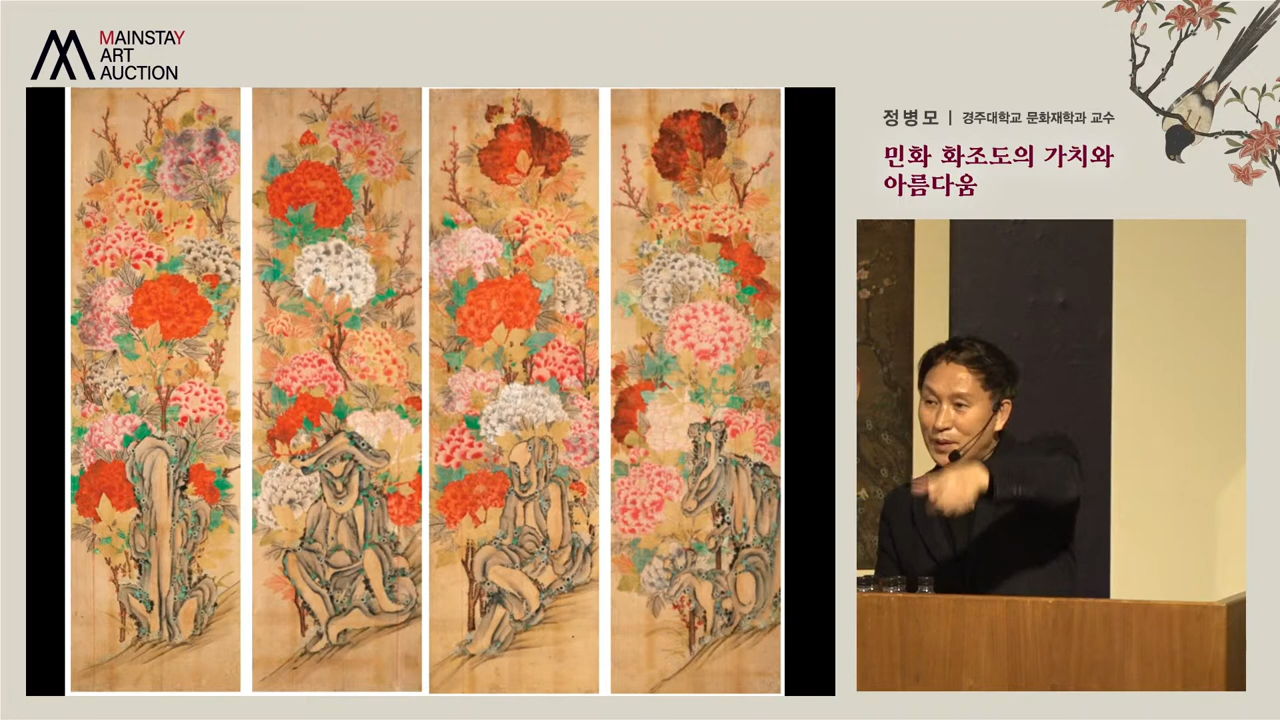 MAINSTAY
ART
AUCTION
정병모 | 경주대학교 문화재학과 교수
민화 화조도의 가치와
아름다움